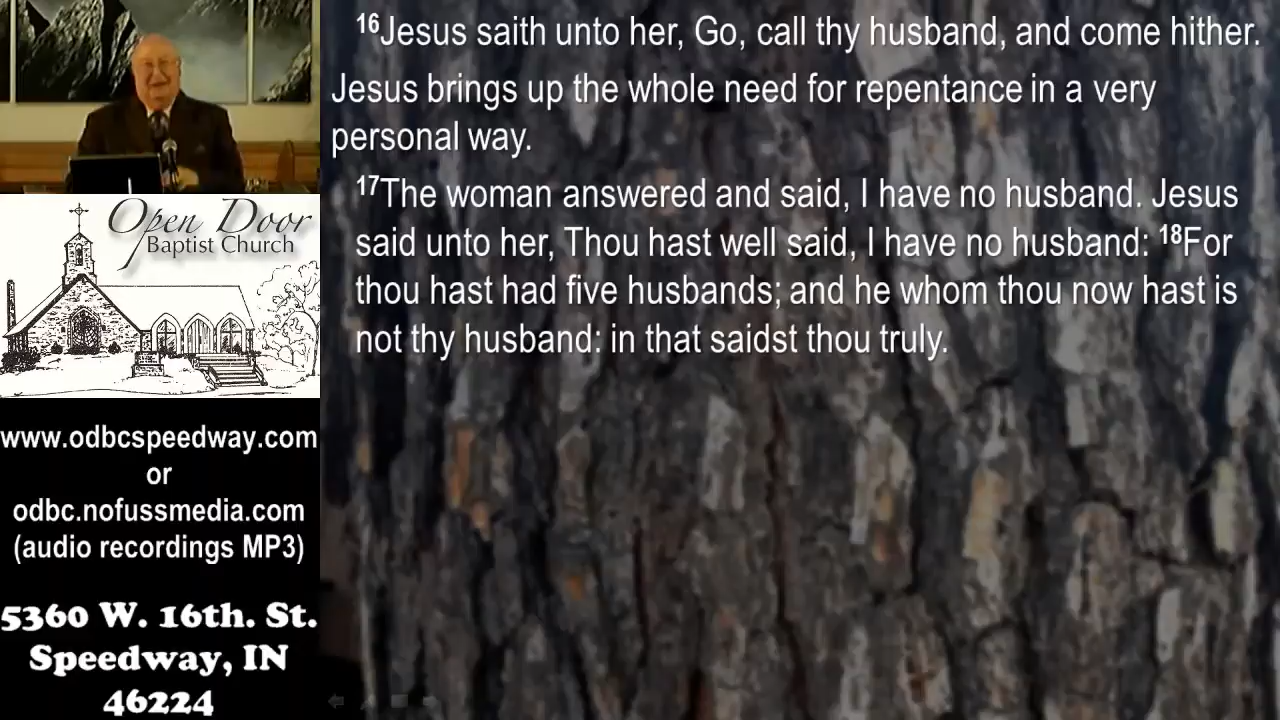 16Jesus saith unto her, Go, call thy husband, and come hither.
Jesus brings up the whole need for repentance in a very
personal way.
17The woman answered and said, I have no husband. Jesus
said unto her, Thou hast well said, I have no husband: 18For
thou hast had five husbands; and he whom thou now hast is
not thy husband: in that saidst thou truly.
Open Door
Baptist Church
www.odbcspeedway.com
or
odbc.nofussmedia.com
(audio recordings MP3)
5360 W. 16th. St.
Speedway, IN
46224